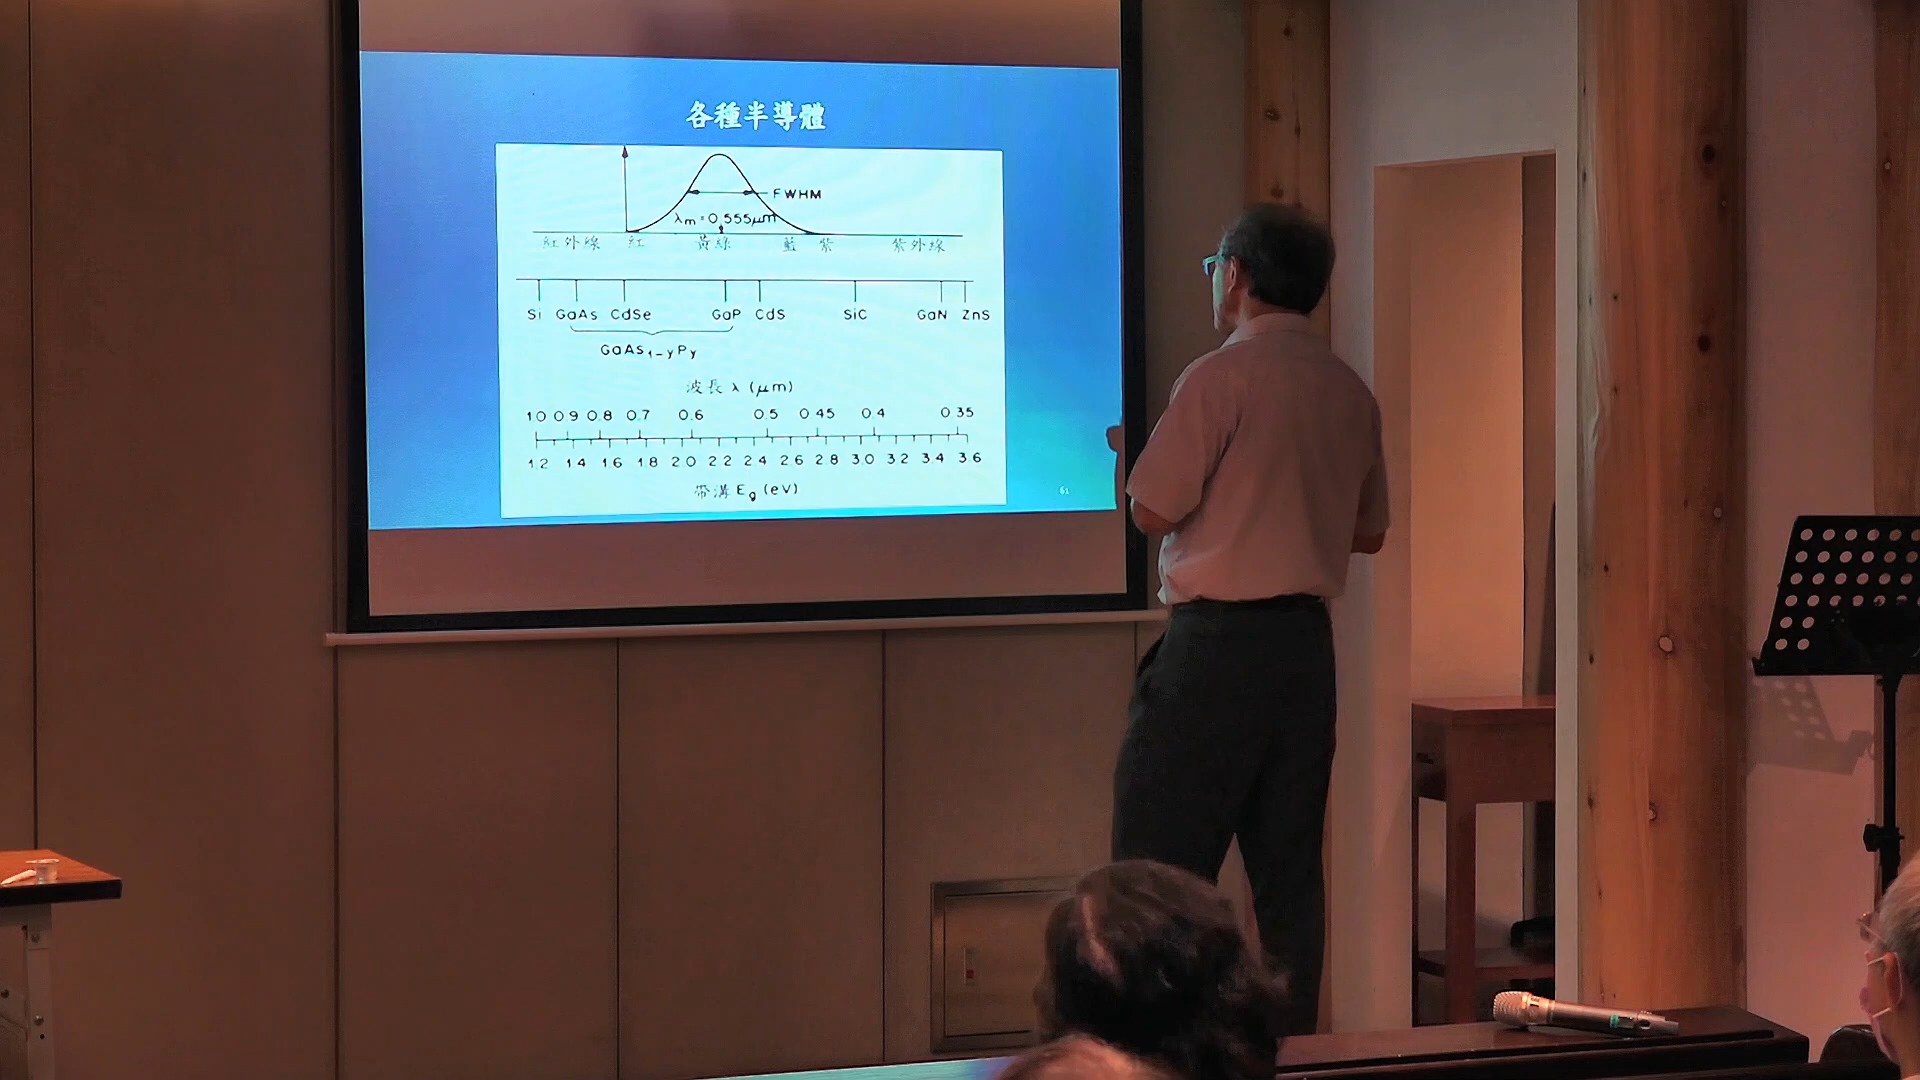 各種半導體
FWHM
λm=0.555μm
紅外線 紅 黃綠 藍 紫 紫外線
Si GaAs CdSe GaP CdS SiC GaN ZnS
GaAs1-yPy
波長 λ (μm)
1.0 0.9 0.8 0.7 0.6 0.5 0.45 0.4 0.35
1.2 1.4 1.6 1.8 2.0 2.2 2.4 2.6 2.8 3.0 3.2 3.4 3.6
帶溝 Eg (eV)
61